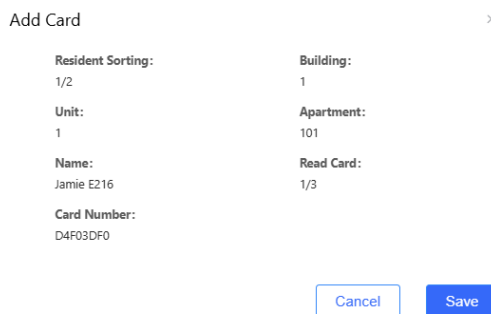 Add Card
Resident Sorting: Building:
1/2 1
Unit: Apartment:
1 101
Name: Read Card:
Jamie E216 1/3
Card Number:
D4F03DF0
Cancel Save